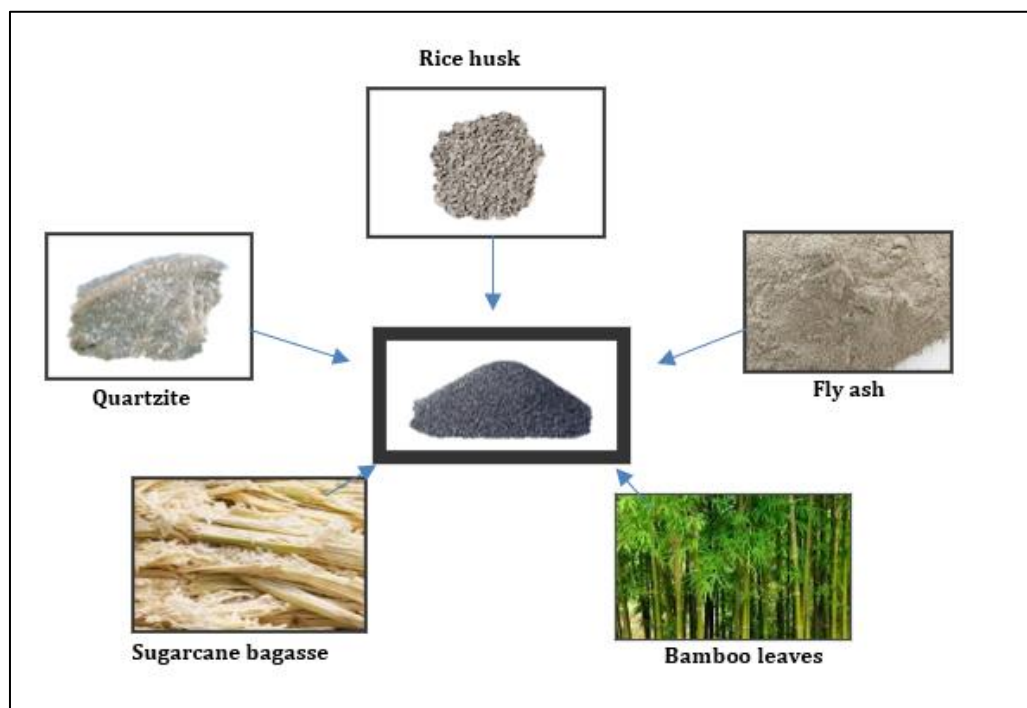 Rice husk
Quartzite
Fly ash
Sugarcane bagasse
Bamboo leaves